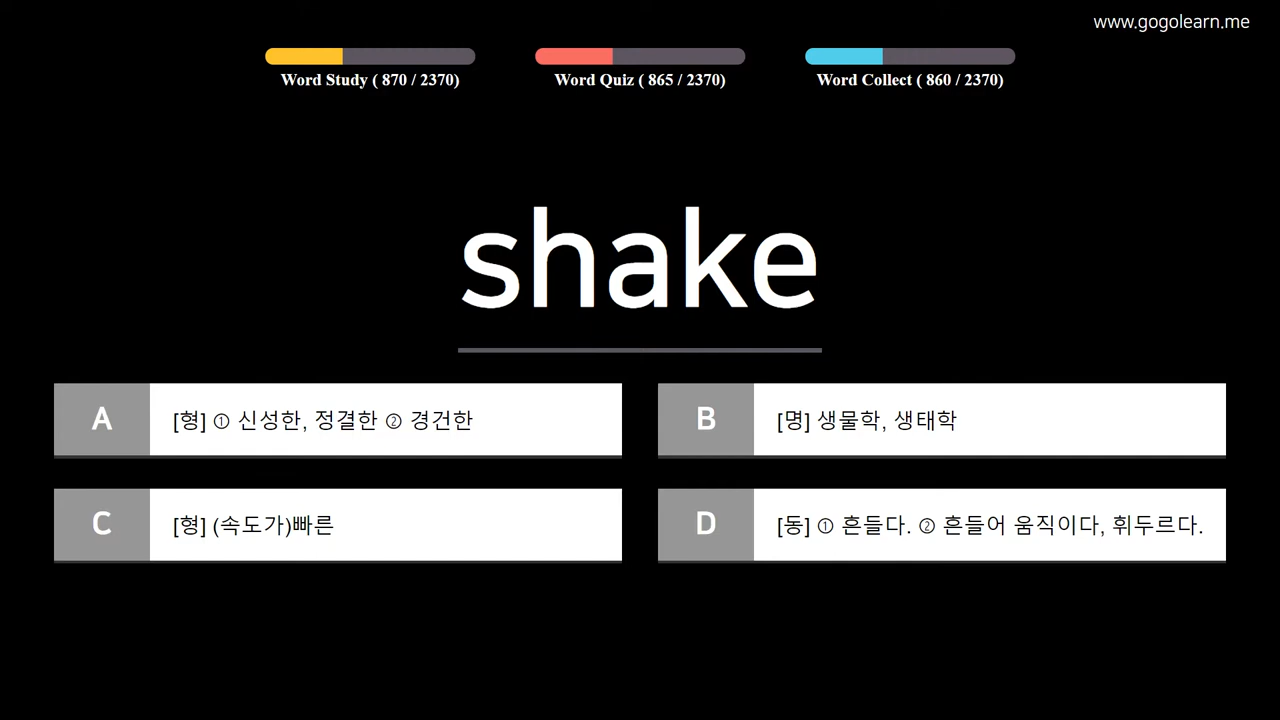 www.gogolearn.me
Word Study ( 870 / 2370)
Word Quiz ( 865 / 2370)
Word Collect ( 860 / 2370)
shake
A
[형] ① 신성한, 정결한 ② 경건한
B
[명] 생물학, 생태학
C
[형] (속도가)빠른
D
[동] ① 흔들다. ② 흔들어 움직이다, 휘두르다.